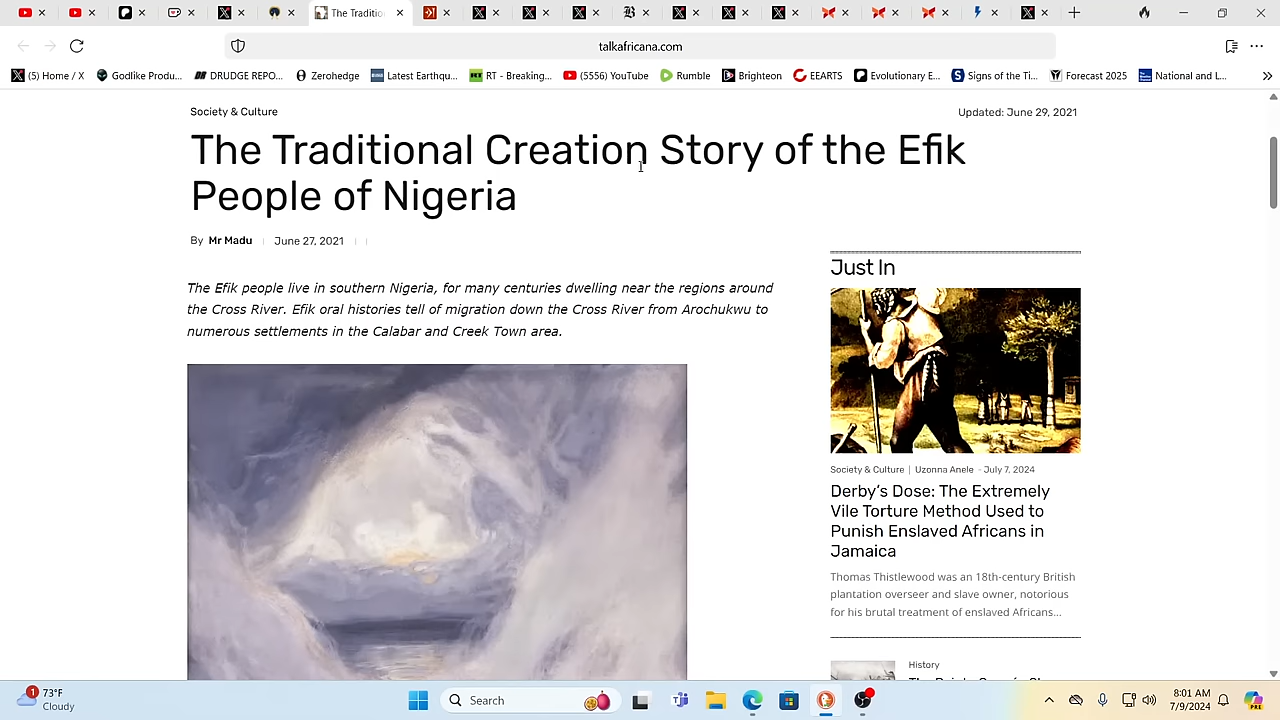 The Traditio
talkafricana.com
(5) Home / X
Godlike Produ...
DRUDGE REPO...
Zerohedge
Latest Earthqu...
RT - Breaking...
(5556) YouTube
Rumble
Brighteon
EEARTS
Evolutionary E...
Signs of the Ti...
Forecast 2025
National and L...
Society & Culture
Updated: June 29, 2021
The Traditional Creation Story of the Efik
People of Nigeria
By Mr Madu
June 27, 2021
The Efik people live in southern Nigeria, for many centuries dwelling near the regions around
the Cross River. Efik oral histories tell of migration down the Cross River from Arochukwu to
numerous settlements in the Calabar and Creek Town area.
Just In
Society & Culture | Uzonna Anele - July 7, 2024
Derby's Dose: The Extremely
Vile Torture Method Used to
Punish Enslaved Africans in
Jamaica
Thomas Thistlewood was an 18th-century British
plantation overseer and slave owner, notorious
for his brutal treatment of enslaved Africans...
History
1
73°F
Cloudy
Search
8:01 AM
7/9/2024